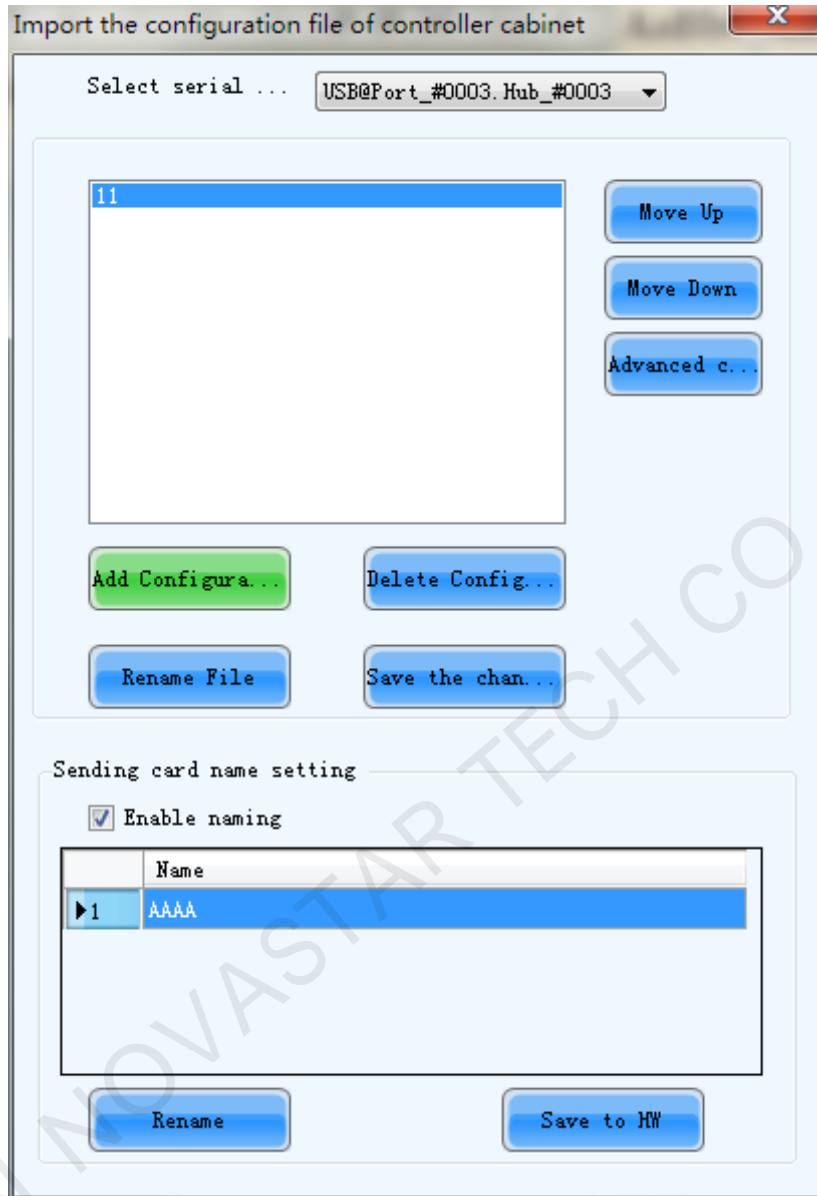 Import the configuration file of controller cabinet
Select serial ...
USB@Port_#0003.Hub_#0003
11
Move Up
Move Down
Advanced c...
Add Configura...
Delete Config...
Rename File
Save the chan...
Sending card name setting
Enable naming
Name
1 AAAA
Rename
Save to HW
NOVASTAR TECH CO